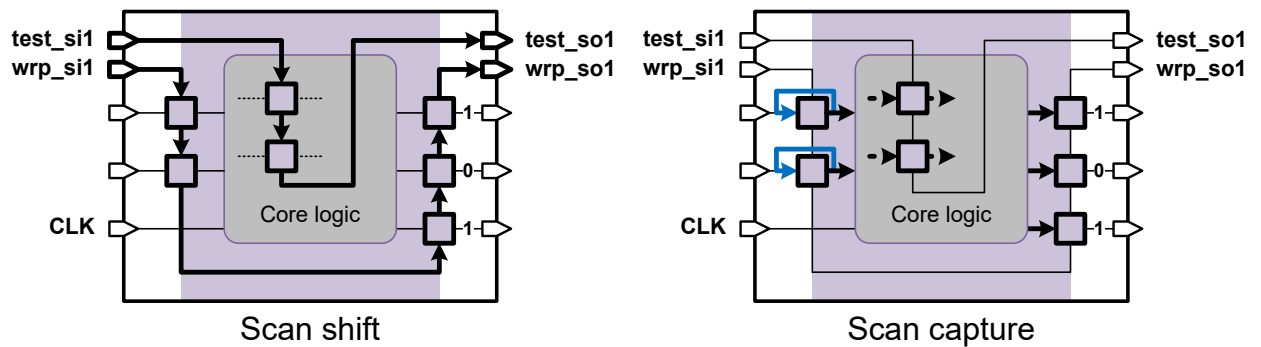 test_si1
wrp_si1
CLK
Core logic
1
0
1
test_so1
wrp_so1
Scan shift
test_si1
wrp_si1
CLK
Core logic
1
0
1
test_so1
wrp_so1
Scan capture